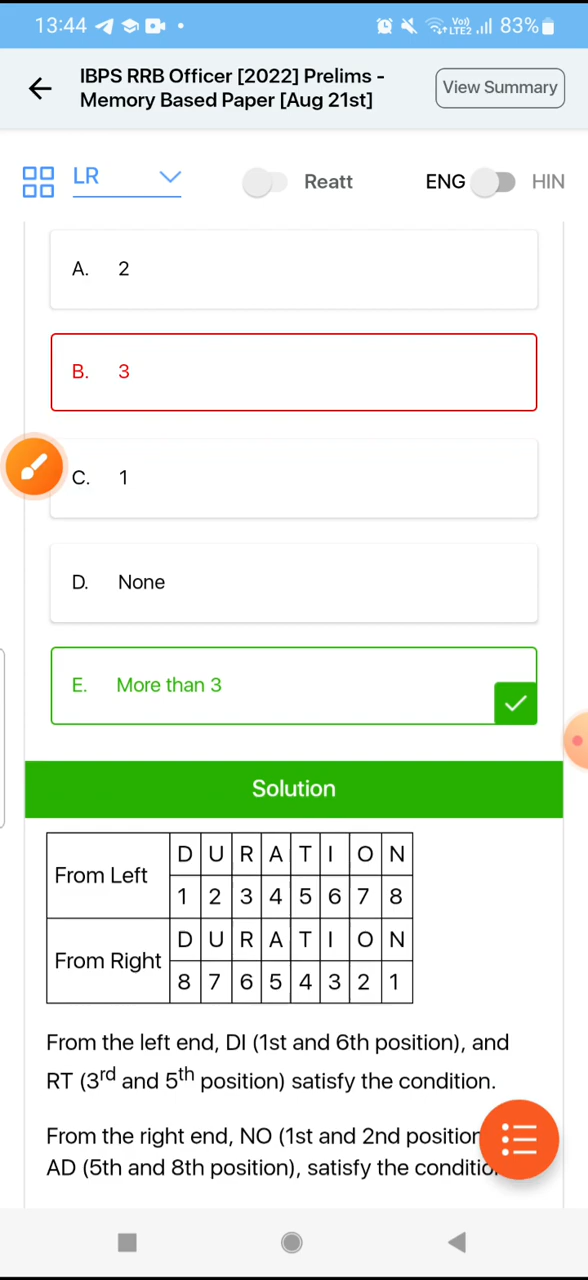 13:44 Vo) LTE2 83%
IBPS RRB Officer [2022] Prelims -
Memory Based Paper [Aug 21st]
View Summary
LR Reatt ENG HIN
A. 2
B. 3
C. 1
D. None
E. More than 3
Solution
From Left D U R A T I O N
1 2 3 4 5 6 7 8
From Right D U R A T I O N
8 7 6 5 4 3 2 1
From the left end, DI (1st and 6th position), and
RT (3rd and 5th position) satisfy the condition.
From the right end, NO (1st and 2nd position
AD (5th and 8th position), satisfy the conditio